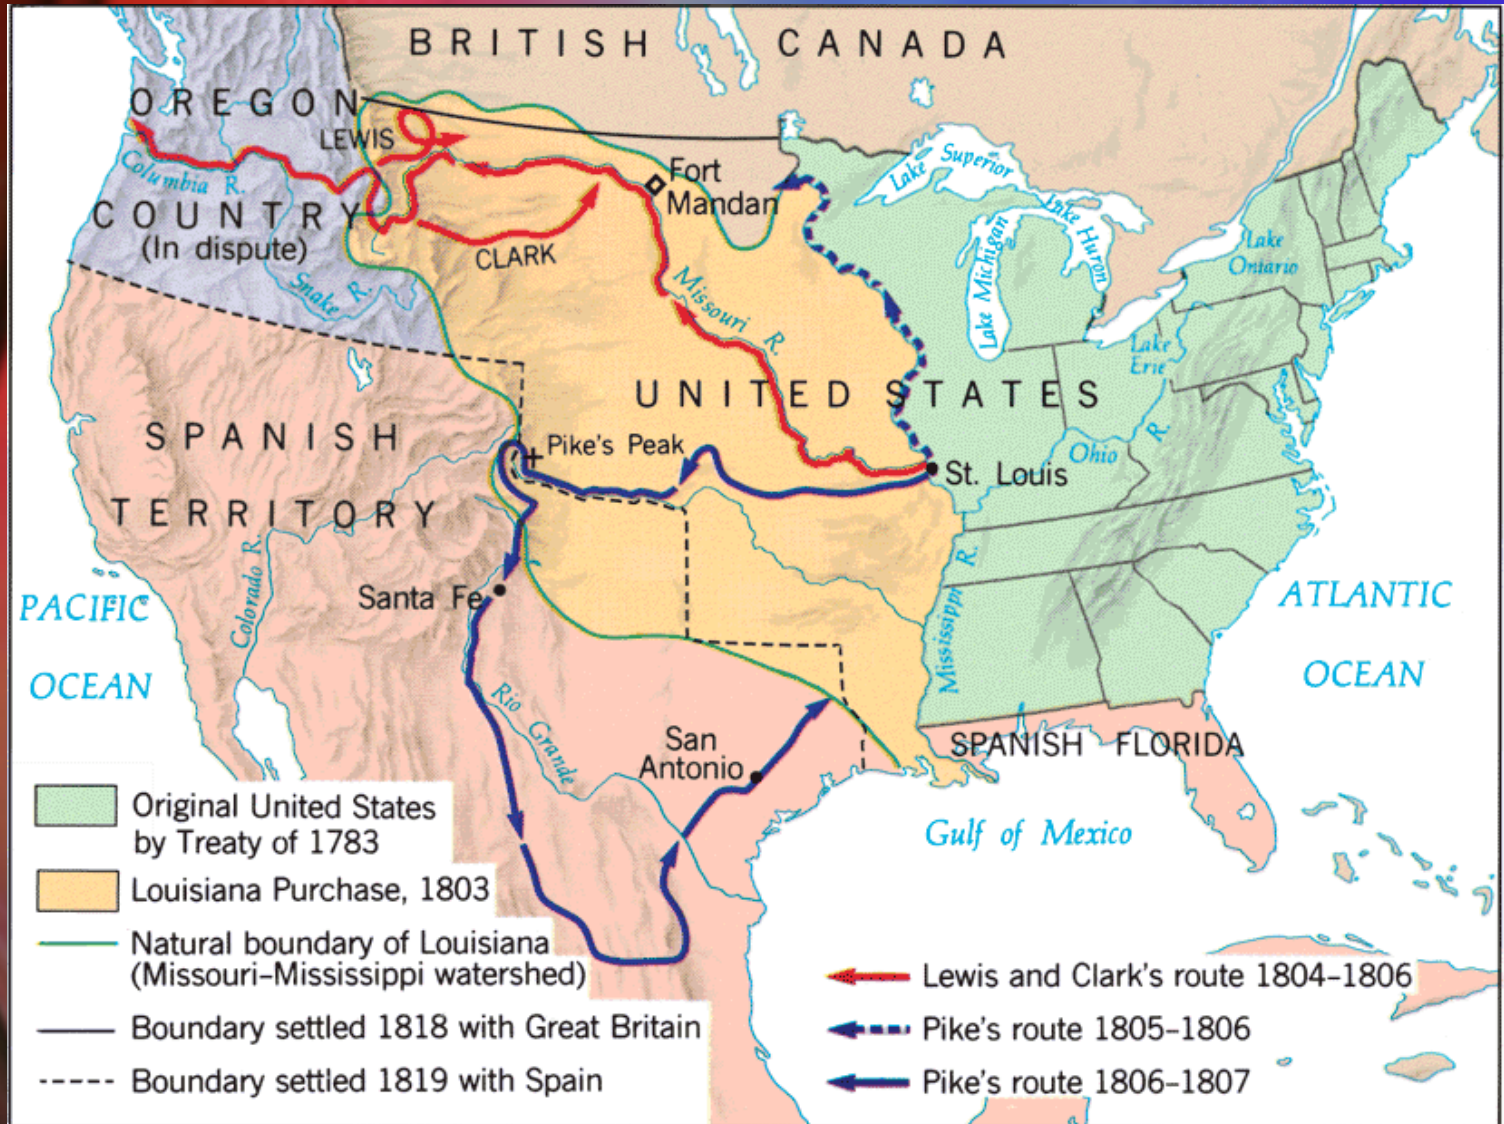 BRITISH CANADA
OREGON
LEWIS
Columbia R.
COUNTRY
(In dispute)
CLARK
Snake R.
Fort
Mandan
Missouri R.
Lake Superior
Lake Michigan
Lake Huron
Lake
Ontario
Lake
Erie
UNITED STATES
SPANISH
TERRITORY
Pike's Peak
St. Louis
Ohio R.
Colorado R.
Santa Fe
Mississippi R.
PACIFIC
OCEAN
ATLANTIC
OCEAN
Rio Grande
San
Antonio
SPANISH FLORIDA
Gulf of Mexico
Original United States
by Treaty of 1783
Louisiana Purchase, 1803
Natural boundary of Louisiana
(Missouri–Mississippi watershed)
Boundary settled 1818 with Great Britain
Boundary settled 1819 with Spain
Lewis and Clark's route 1804–1806
Pike's route 1805–1806
Pike's route 1806–1807